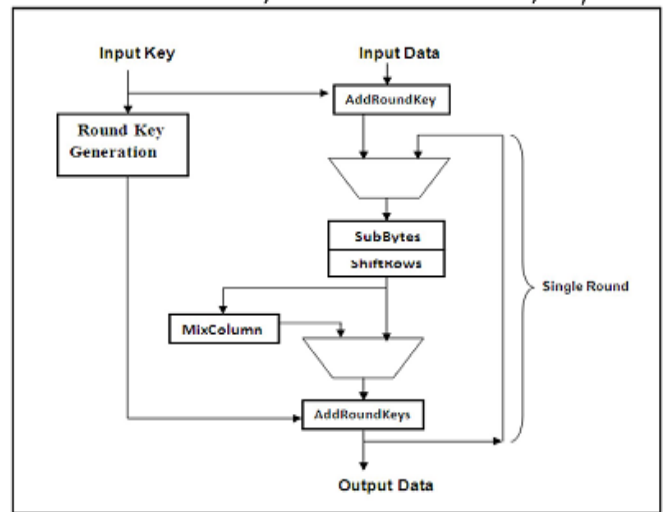 Input Key
Input Data
AddRoundKey
Round Key
Generation
SubBytes
ShiftRows
Single Round
MixColumn
AddRoundKeys
Output Data